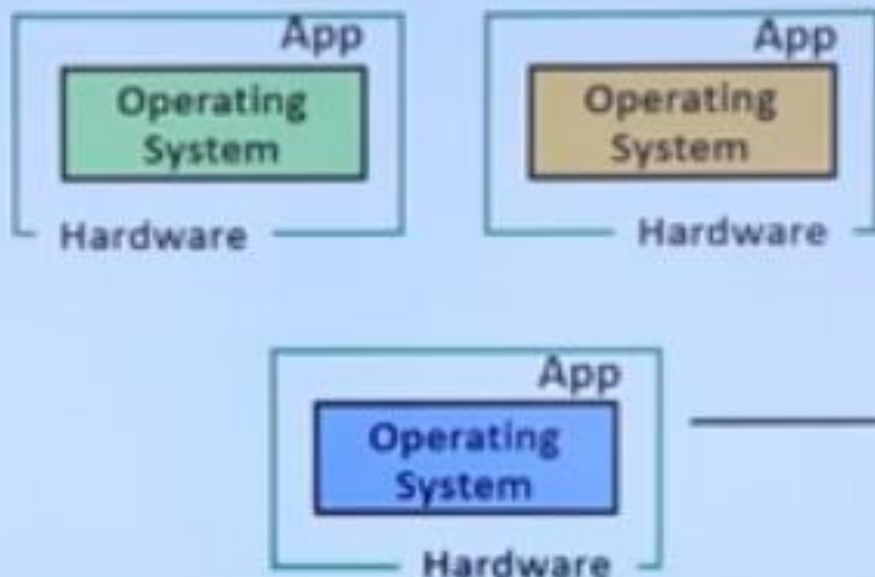 App
Operating
System
Hardware
App
Operating
System
Hardware
App
Operating
System
Hardware